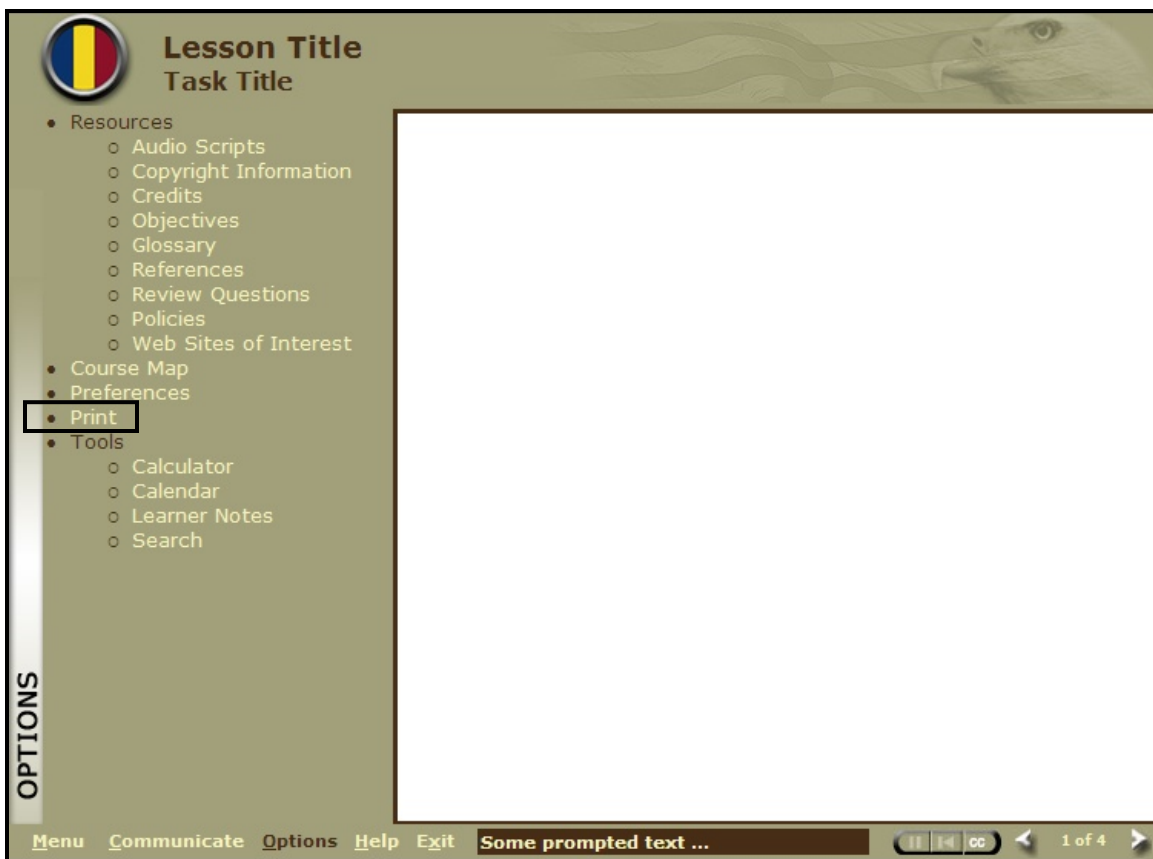 Lesson Title
Task Title
• Resources
o Audio Scripts
o Copyright Information
o Credits
o Objectives
o Glossary
o References
o Review Questions
o Policies
o Web Sites of Interest
• Course Map
• Preferences
• Print
• Tools
o Calculator
o Calendar
o Learner Notes
o Search
OPTIONS
Menu Communicate Options Help Exit Some prompted text ... CC 1 of 4